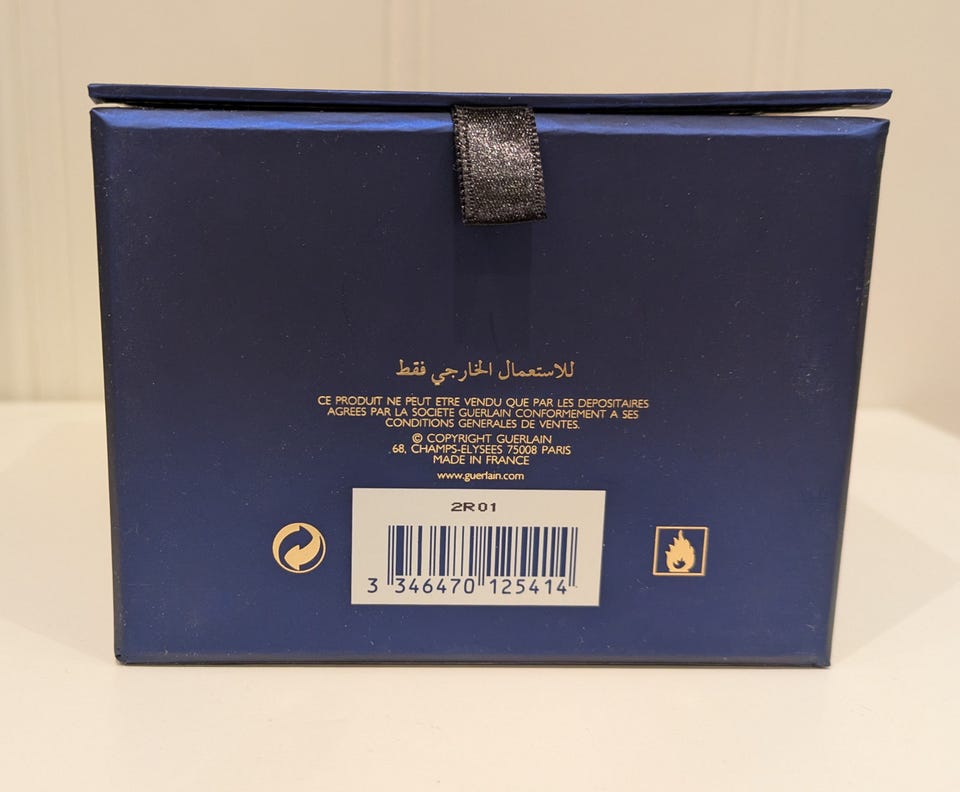 للاستعمال الخارجي فقط
CE PRODUIT NE PEUT ETRE VENDU QUE PAR LES DEPOSITAIRES
AGREES PAR LA SOCIETE GUERLAIN CONFORMEMENT A SES
CONDITIONS GENERALES DE VENTES.
© COPYRIGHT GUERLAIN
68, CHAMPS-ELYSEES 75008 PARIS
MADE IN FRANCE
www.guerlain.com
2R01
3 346470 125414